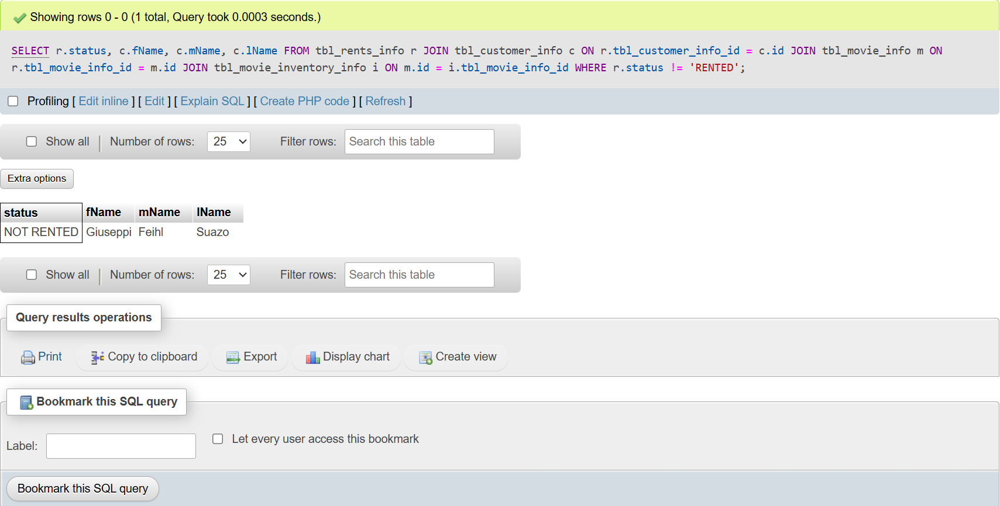 Showing rows 0 - 0 (1 total, Query took 0.0003 seconds.)
SELECT r.status, c.fName, c.mName, c.lName FROM tbl_rents_info r JOIN tbl_customer_info c ON r.tbl_customer_info_id = c.id JOIN tbl_movie_info m ON
r.tbl_movie_info_id = m.id JOIN tbl_movie_inventory_info i ON m.id = i.tbl_movie_info_id WHERE r.status != 'RENTED';
Profiling [ Edit inline ] [ Edit ] [ Explain SQL ] [ Create PHP code ] [ Refresh ]
Show all Number of rows: 25 Filter rows: Search this table
Extra options
status fName mName lName
NOT RENTED Giuseppi Feihl Suazo
Show all Number of rows: 25 Filter rows: Search this table
Query results operations
Print Copy to clipboard Export Display chart Create view
Bookmark this SQL query
Label: Let every user access this bookmark
Bookmark this SQL query